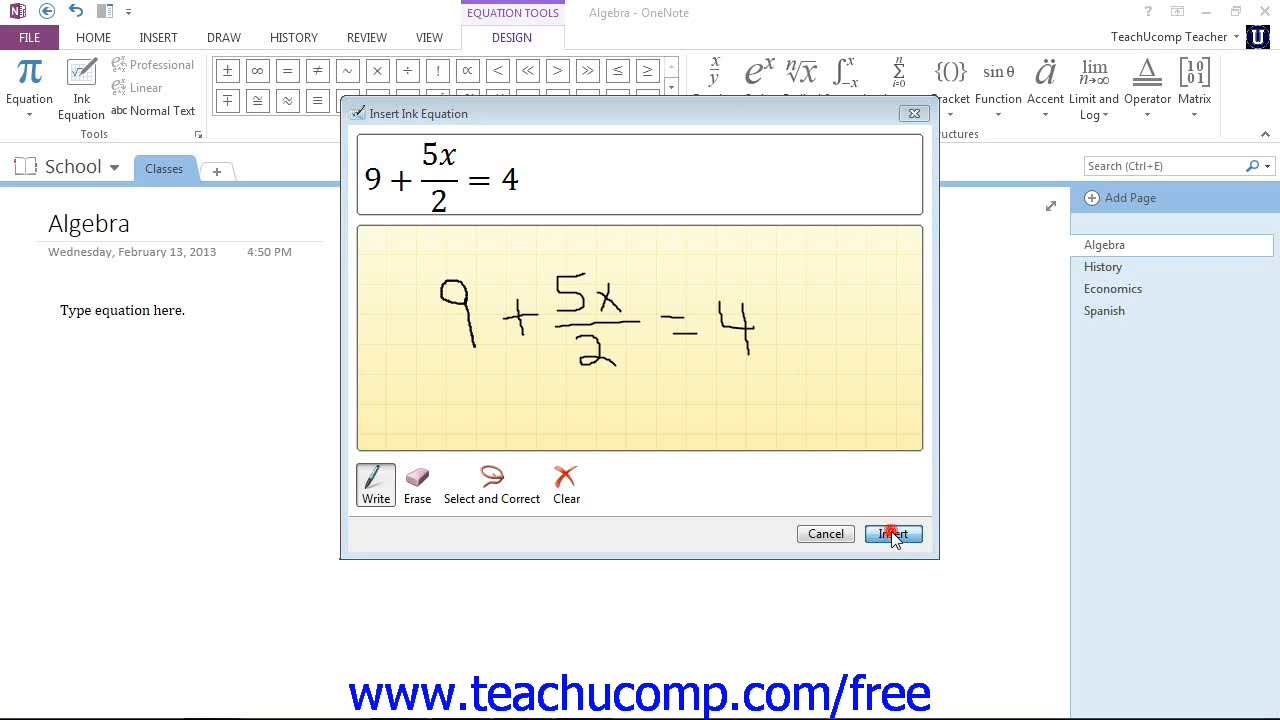 EQUATION TOOLS
Algebra - OneNote
FILE HOME INSERT DRAW HISTORY REVIEW VIEW DESIGN
TeachUcomp Teacher
Equation
Ink Equation
Professional
Linear
abc Normal Text
Tools
± ∞ = ≠ ~ × ÷ ! ∝ < ≪ > ≫ ≤ ≥
∓ ≅ ≈ ≡
Bracket Function Accent Limit and Log Operator Matrix
School
Classes
Search (Ctrl+E)
Add Page
Algebra
History
Economics
Spanish
Algebra
Wednesday, February 13, 2013 4:50 PM
Type equation here.
Insert Ink Equation
9 + 5x/2 = 4
9 + 5x/2 = 4
Write Erase Select and Correct Clear
Cancel Insert
www.teachucomp.com/free